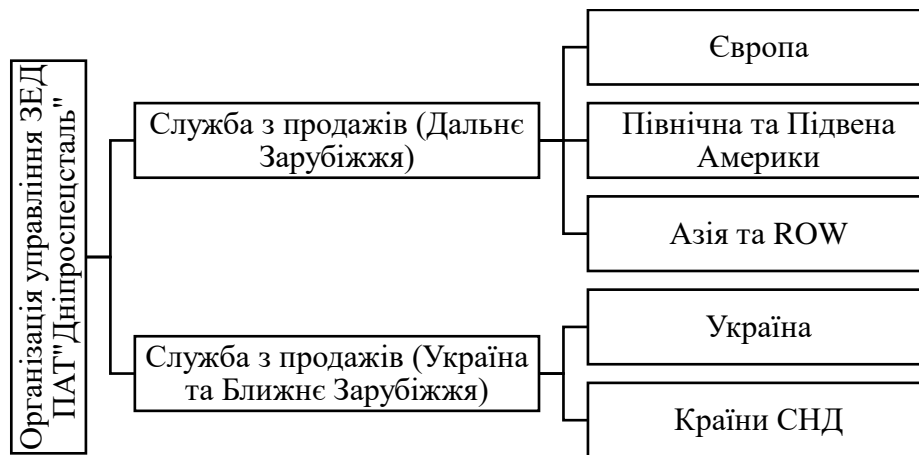 Організація управління ЗЕД
ПАТ"Дніпроспецсталь"
Служба з продажів (Дальнє
Зарубіжжя)
Європа
Північна та Підвена
Америки
Азія та ROW
Служба з продажів (Україна
та Ближнє Зарубіжжя)
Україна
Країни СНД